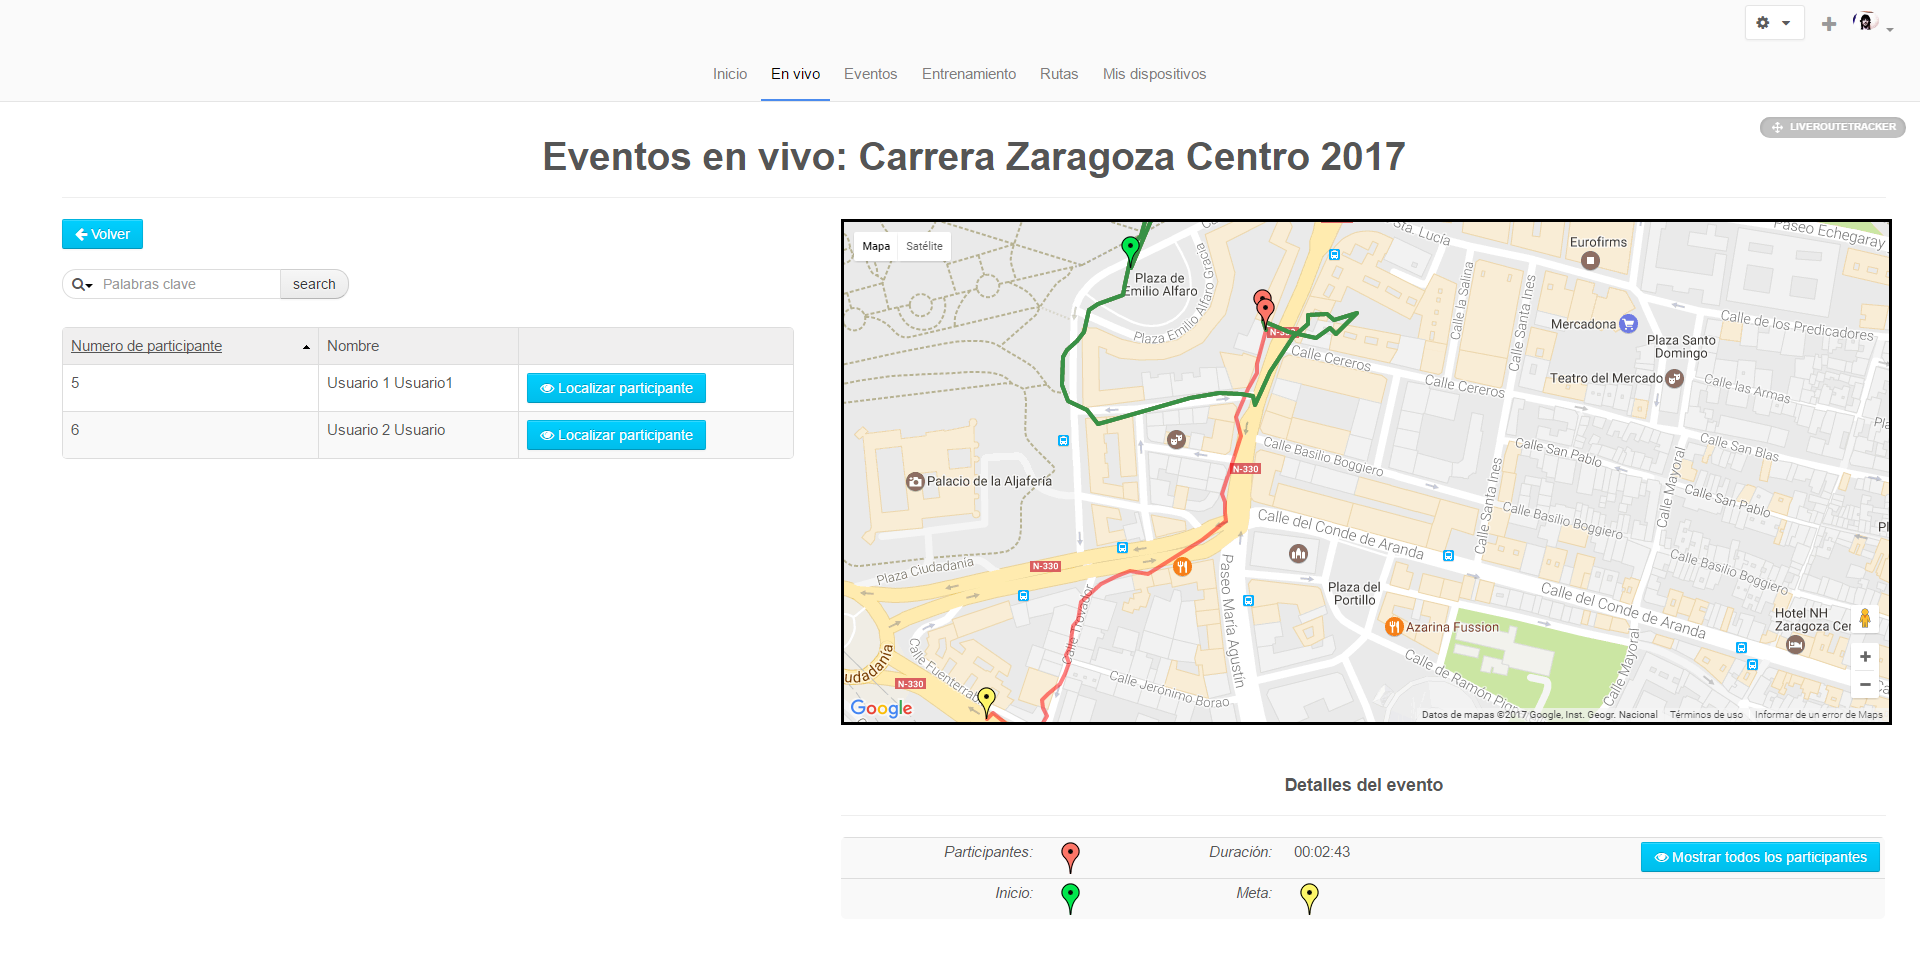 Inicio En vivo Eventos Entrenamiento Rutas Mis dispositivos
LIVEROUTETRACKER
Eventos en vivo: Carrera Zaragoza Centro 2017
Volver
Palabras clave search
Numero de participante Nombre
5 Usuario 1 Usuario1 Localizar participante
6 Usuario 2 Usuario Localizar participante
Mapa Satélite
Sta. Lucía
Paseo Echegaray
Eurofirms
Plaza de
Emilio Alfaro
Paseo Emilio Alfaro Gracia
Plaza Emilio Alfaro
Calle la Salina
Calle Santa Ines
Calle de los Predicadores
Mercadona
Plaza Santo
Domingo
Calle Cereros
Calle Cereros
Teatro del Mercado
Calle las Armas
Calle San Blas
Calle Basilio Boggiero
Calle San Pablo
Calle Mayoral
N-330
Palacio de la Aljafería
Calle Santa Ines
Calle San Pablo
Calle Basilio Boggiero
Calle del Conde de Aranda
Calle Basilio Boggiero
Plaza Ciudadanía
N-330
Paseo María Agustín
Plaza del
Portillo
Calle del Conde de Aranda
Hotel NH
Zaragoza Cer
Calle Trovador
Azarina Fussion
Calle Mayoral
Calle Fuenterrab
udadanía
N-330
Calle Jerónimo Borao
Calle de Ramón Pig
Google
Datos de mapas ©2017 Google, Inst. Geogr. Nacional Términos de uso Informar de un error de Maps
Detalles del evento
Participantes: Duración: 00:02:43 Mostrar todos los participantes
Inicio: Meta: